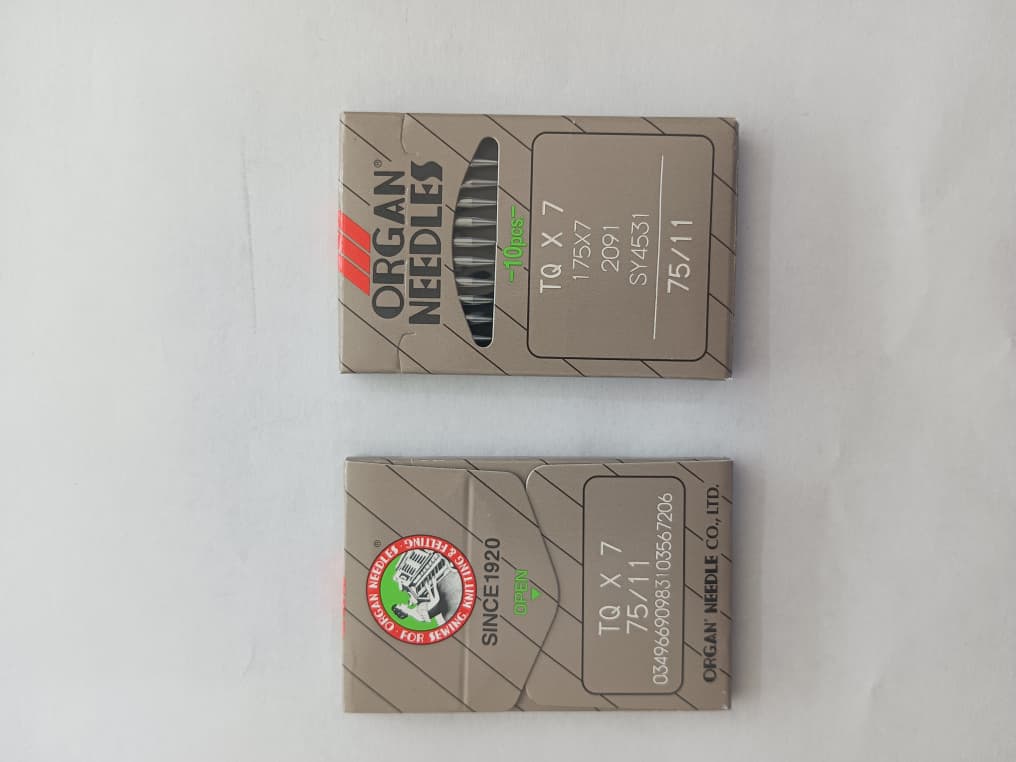 ORGAN®
NEEDLES
-10pcs-
TQ X 7
175X7
2091
SY4531
75/11
®
ORGAN NEEDLES · FOR SEWING KNITTING & FELTING ·
SINCE1920
OPEN
TQ X 7
75/11
0349669098310356​7206
ORGAN® NEEDLE CO., LTD.